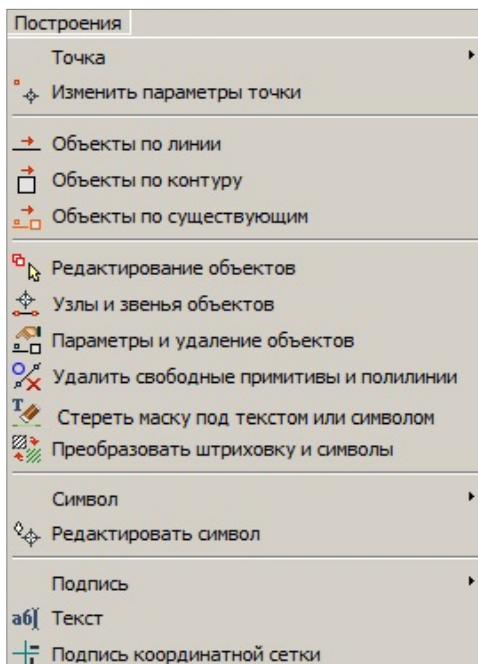 Построения
Точка
Изменить параметры точки
Объекты по линии
Объекты по контуру
Объекты по существующим
Редактирование объектов
Узлы и звенья объектов
Параметры и удаление объектов
Удалить свободные примитивы и полилинии
T
Стереть маску под текстом или символом
Преобразовать штриховку и символы
Символ
Редактировать символ
Подпись
абТекст
Подпись координатной сетки